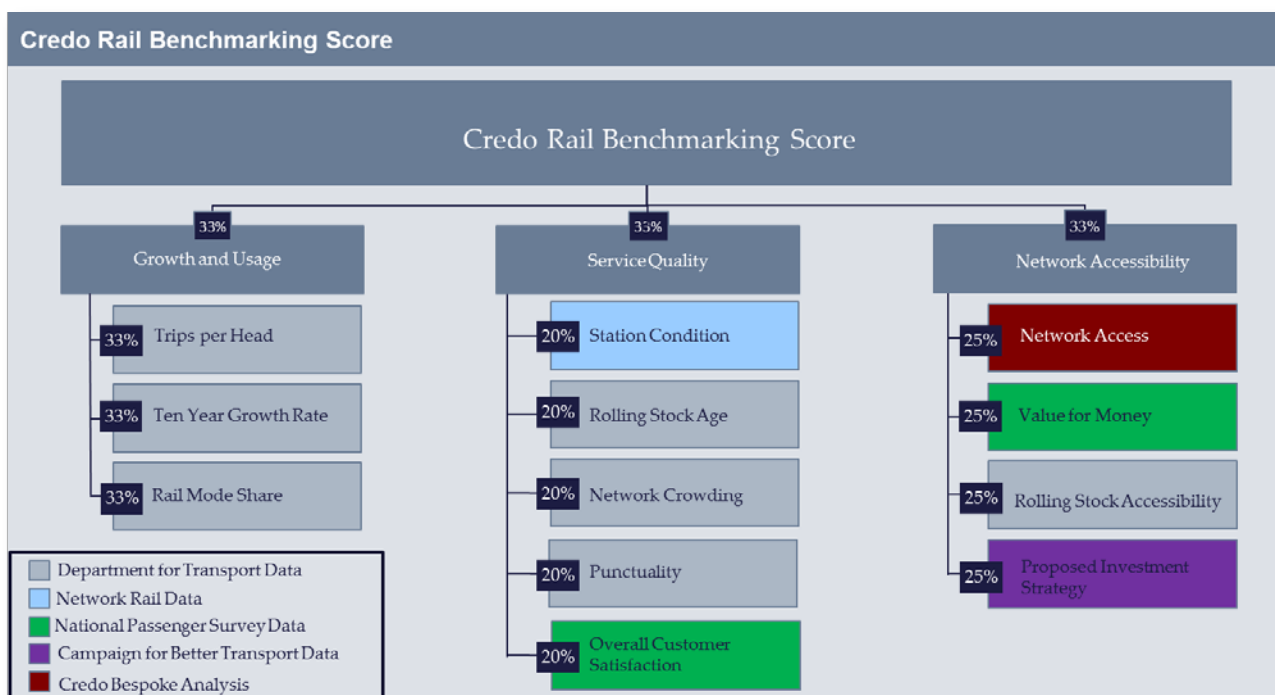 Credo Rail Benchmarking Score
Credo Rail Benchmarking Score
33%
Growth and Usage
33%
Trips per Head
33%
Ten Year Growth Rate
33%
Rail Mode Share
33%
Service Quality
20%
Station Condition
20%
Rolling Stock Age
20%
Network Crowding
20%
Punctuality
20%
Overall Customer
Satisfaction
33%
Network Accessibility
25%
Network Access
25%
Value for Money
25%
Rolling Stock Accessibility
25%
Proposed Investment
Strategy
Department for Transport Data
Network Rail Data
National Passenger Survey Data
Campaign for Better Transport Data
Credo Bespoke Analysis